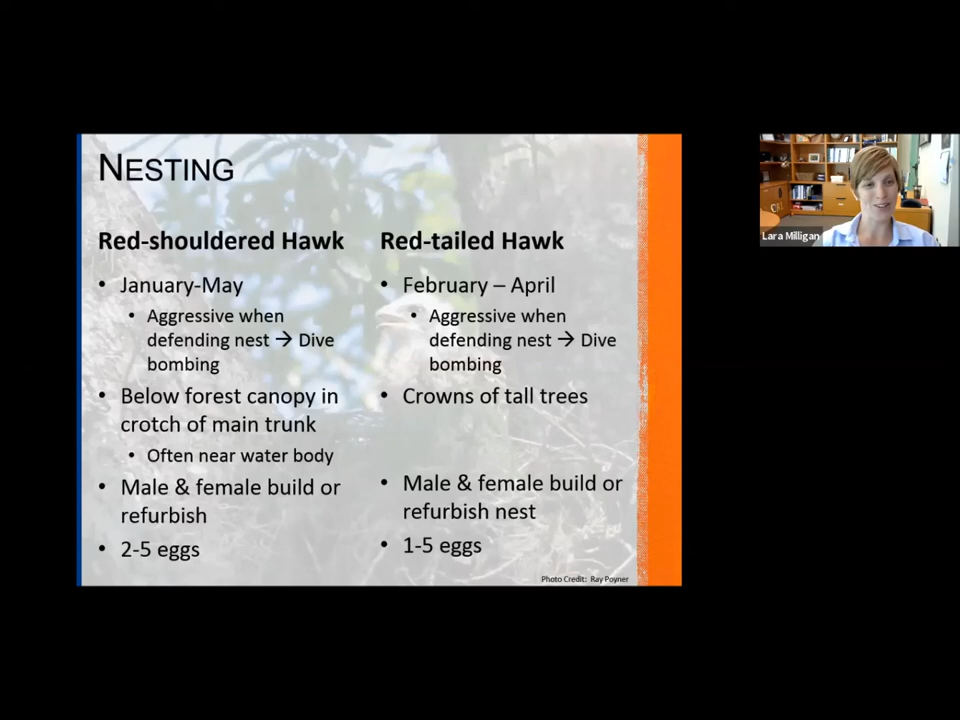 NESTING
Red-shouldered Hawk
• January-May
• Aggressive when
defending nest → Dive
bombing
• Below forest canopy in
crotch of main trunk
• Often near water body
• Male & female build or
refurbish
• 2-5 eggs
Red-tailed Hawk
• February – April
• Aggressive when
defending nest → Dive
bombing
• Crowns of tall trees
• Male & female build or
refurbish nest
• 1-5 eggs
Photo Credit: Ray Poyner
Lara Milligan